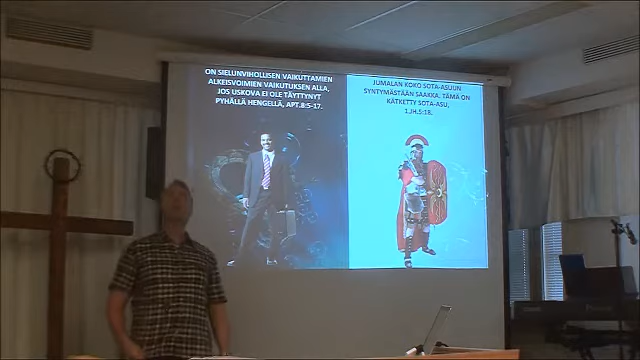 ON SIELUNVIHOLLISEN VAIKUTTAMIEN
ALKEISVOIMIEN VAIKUTUKSEN ALLA,
JOS USKOVA EI OLE TÄYTTYNYT
PYHÄLLÄ HENGELLÄ, APT.8:5-17.
JUMALAN KOKO SOTA-ASUUN
SYNTYMÄSTÄÄN SAAKKA. TÄMÄ ON
KÄTKETTY SOTA-ASU,
1.JH.5:18.